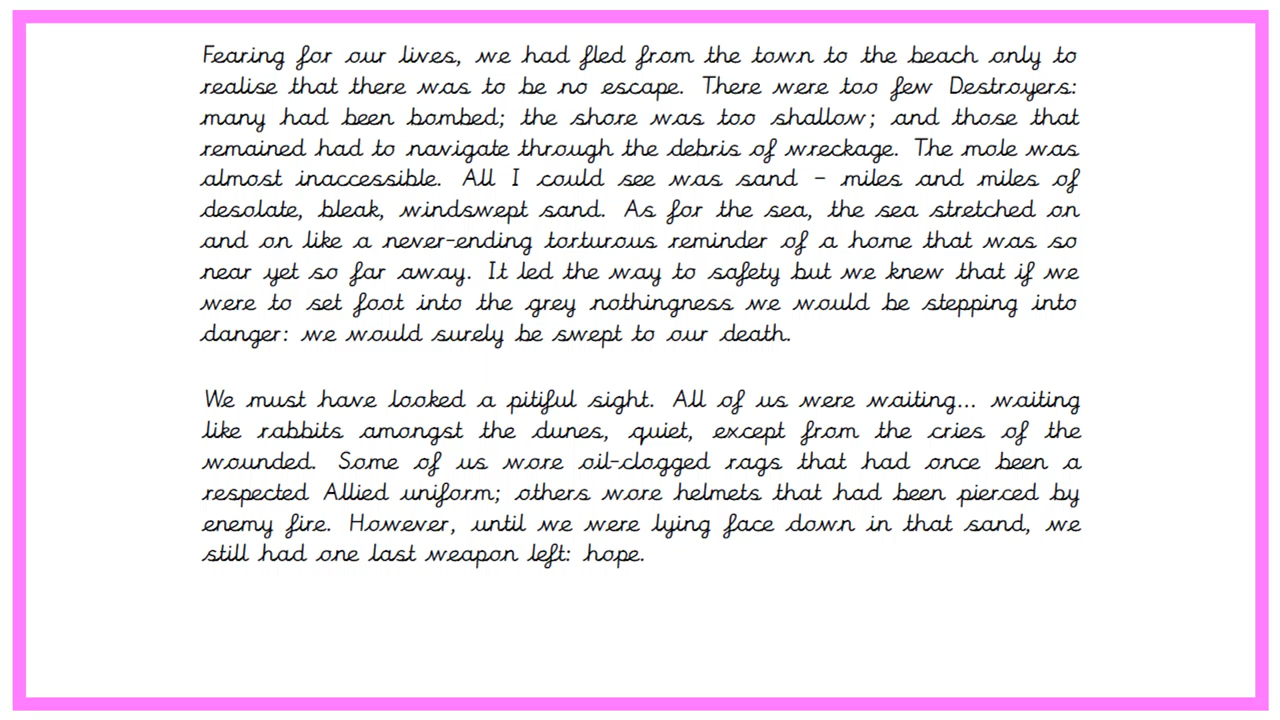 Fearing for our lives, we had fled from the town to the beach only to
realise that there was to be no escape. There were too few Destroyers:
many had been bombed; the shore was too shallow; and those that
remained had to navigate through the debris of wreckage. The mole was
almost inaccessible. All I could see was sand – miles and miles of
desolate, bleak, windswept sand. As for the sea, the sea stretched on
and on like a never-ending torturous reminder of a home that was so
near yet so far away. It led the way to safety but we knew that if we
were to set foot into the grey nothingness we would be stepping into
danger: we would surely be swept to our death.
We must have looked a pitiful sight. All of us were waiting... waiting
like rabbits amongst the dunes, quiet, except from the cries of the
wounded. Some of us wore oil-clogged rags that had once been a
respected Allied uniform; others wore helmets that had been pierced by
enemy fire. However, until we were lying face down in that sand, we
still had one last weapon left: hope.